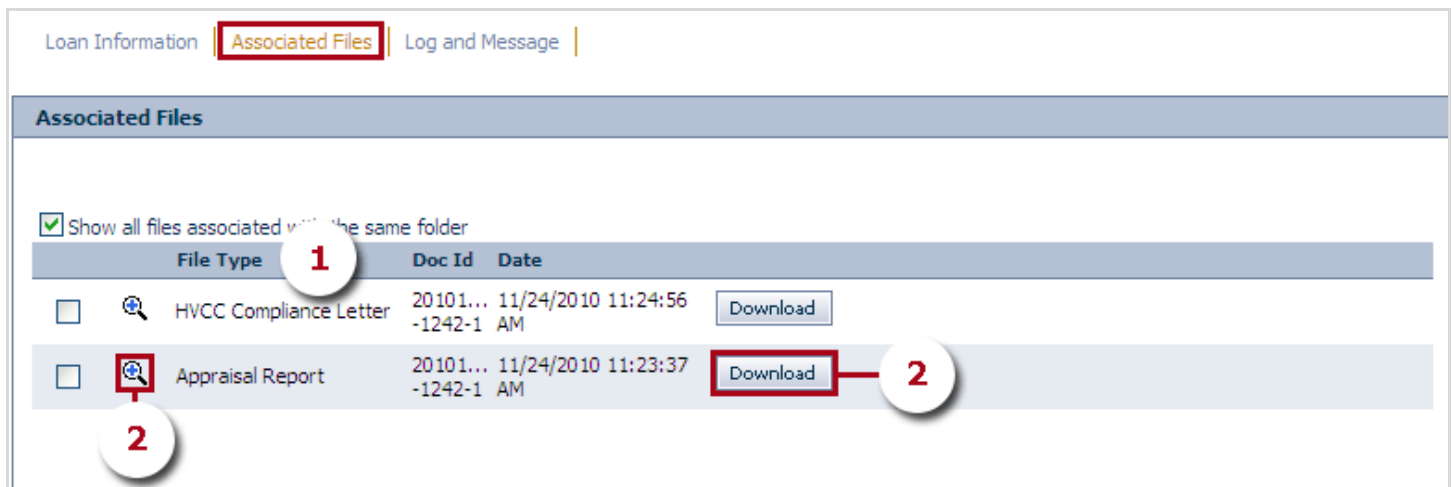 Loan Information Associated Files Log and Message
Associated Files
Show all files associated the same folder
File Type 1 Doc Id Date
HVCC Compliance Letter 20101... 11/24/2010 11:24:56 Download
-1242-1 AM
Appraisal Report 20101... 11/24/2010 11:23:37 Download 2
-1242-1 AM
2